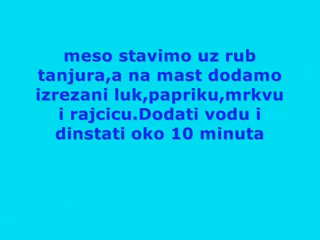 meso stavimo uz rub
tanjura,a na mast dodamo
izrezani luk,papriku,mrkvu
i rajcicu.Dodati vodu i
dinstati oko 10 minuta